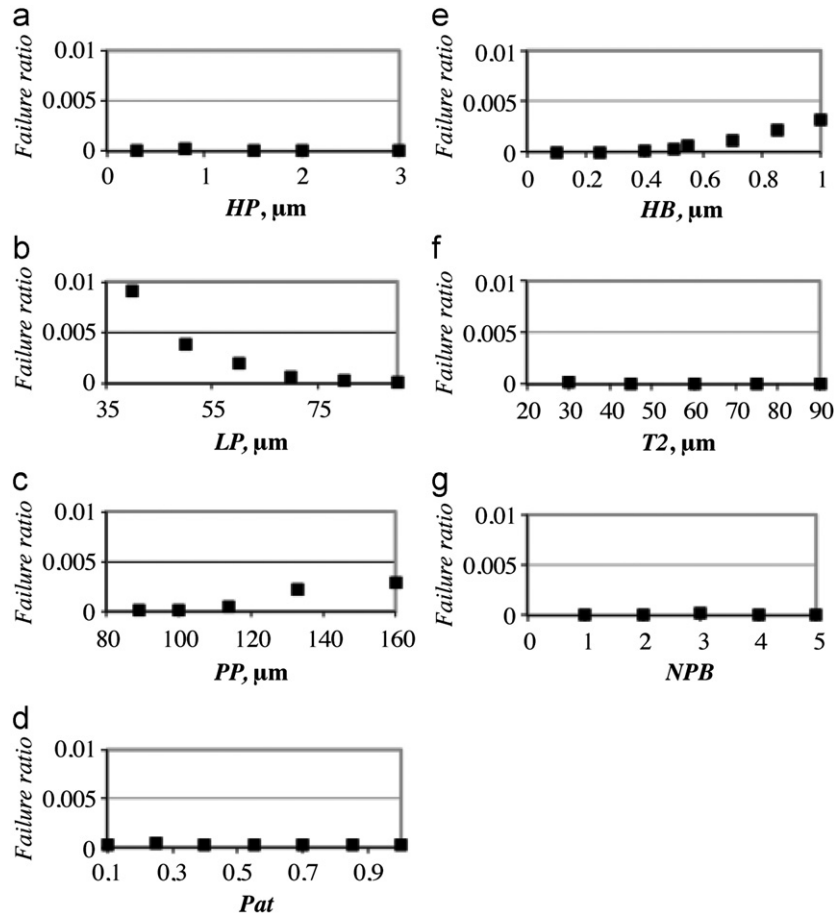 a
Failure ratio
0.01
0.005
0
0 1 2 3
HP, µm
b
Failure ratio
0.01
0.005
0
35 55 75
LP, µm
c
Failure ratio
0.01
0.005
0
80 100 120 140 160
PP, µm
d
Failure ratio
0.01
0.005
0
0.1 0.3 0.5 0.7 0.9
Pat
e
Failure ratio
0.01
0.005
0
0 0.2 0.4 0.6 0.8 1
HB, µm
f
Failure ratio
0.01
0.005
0
20 30 40 50 60 70 80 90
T2, µm
g
Failure ratio
0.01
0.005
0
0 1 2 3 4 5
NPB